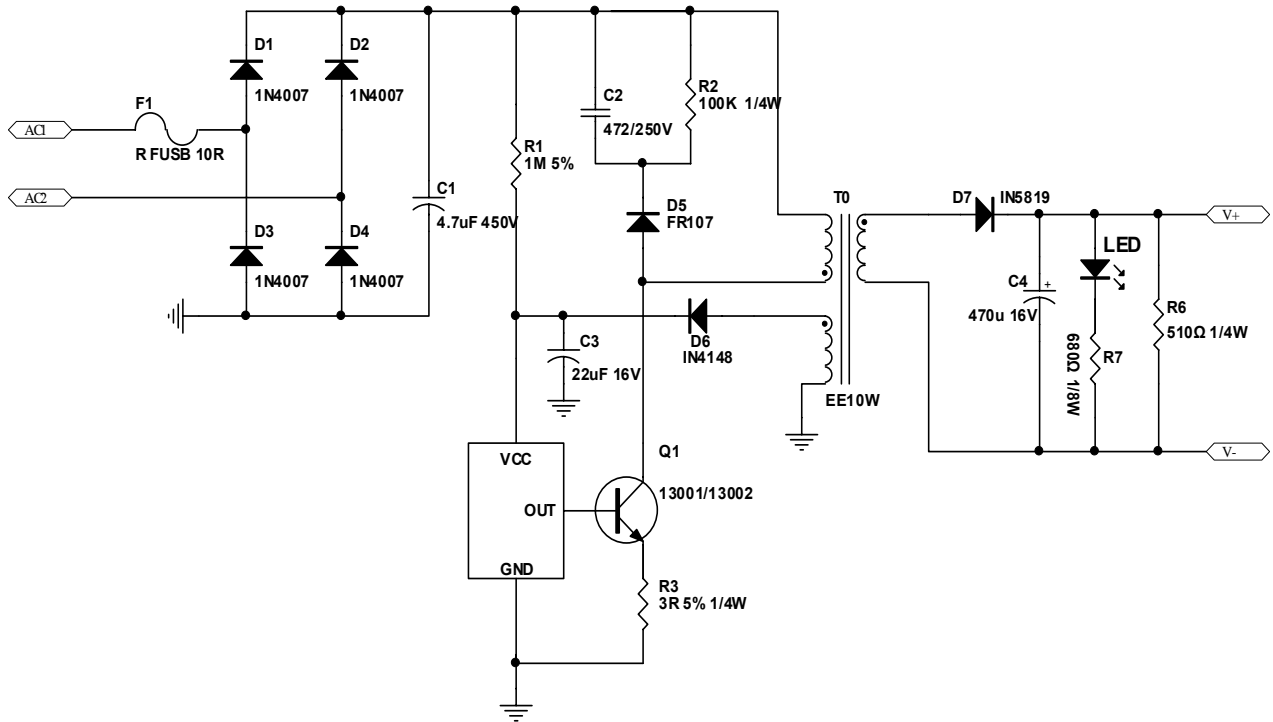 D1
1N4007
D2
1N4007
F1
R FUSB 10R
AC1
AC2
D3
1N4007
D4
1N4007
C1
4.7uF 450V
R1
1M 5%
C2
472/250V
R2
100K 1/4W
D5
FR107
D6
IN4148
C3
22uF 16V
T0
EE10W
D7
IN5819
V+
LED
C4
+
470u 16V
R7
680Ω 1/8W
R6
510Ω 1/4W
V-
VCC
OUT
GND
Q1
13001/13002
R3
3R 5% 1/4W